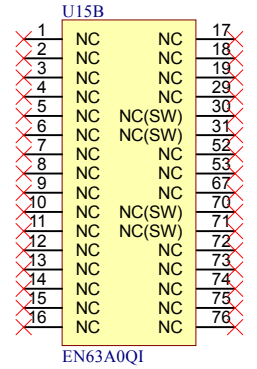 U15B
1 NC NC 17
2 NC NC 18
3 NC NC 19
4 NC NC 29
5 NC NC(SW) 30
6 NC NC(SW) 31
7 NC NC 52
8 NC NC 53
9 NC NC 67
10 NC NC(SW) 70
11 NC NC(SW) 71
12 NC NC 72
13 NC NC 73
14 NC NC 74
15 NC NC 75
16 NC NC 76
EN63A0QI